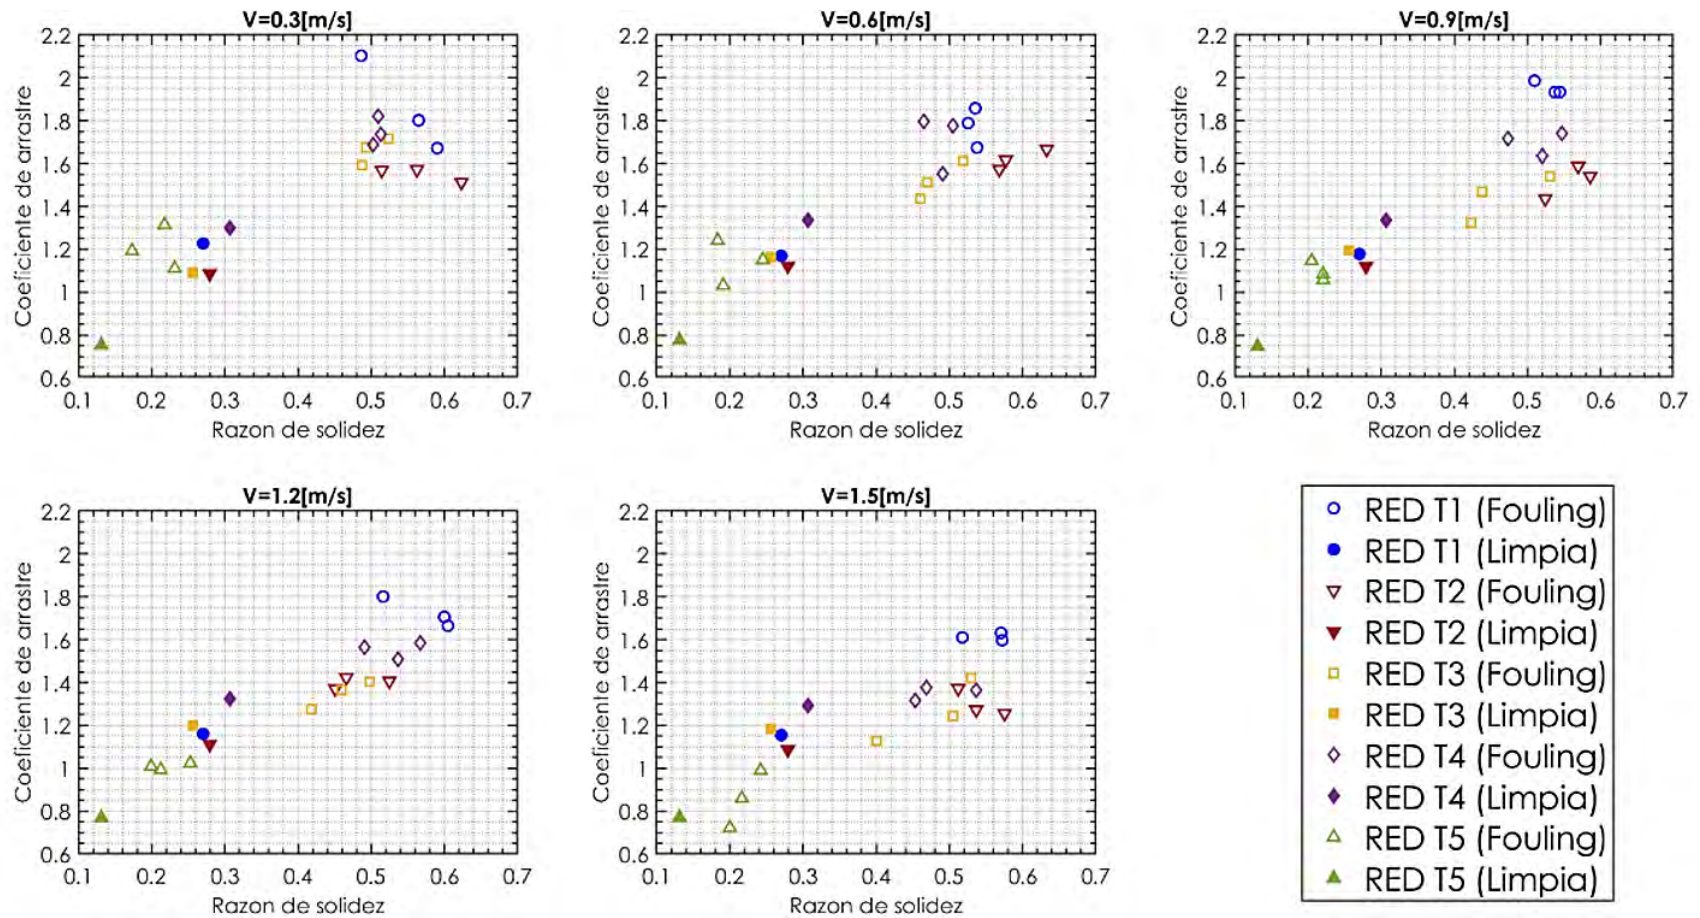 V=0.3[m/s]
2.2
2
1.8
1.6
1.4
1.2
1
0.8
0.6
0.1 0.2 0.3 0.4 0.5 0.6 0.7
Coeficiente de arrastre
Razon de solidez
V=0.6[m/s]
2.2
2
1.8
1.6
1.4
1.2
1
0.8
0.6
0.1 0.2 0.3 0.4 0.5 0.6 0.7
Coeficiente de arrastre
Razon de solidez
V=0.9[m/s]
2.2
2
1.8
1.6
1.4
1.2
1
0.8
0.6
0.1 0.2 0.3 0.4 0.5 0.6 0.7
Coeficiente de arrastre
Razon de solidez
V=1.2[m/s]
2.2
2
1.8
1.6
1.4
1.2
1
0.8
0.6
0.1 0.2 0.3 0.4 0.5 0.6 0.7
Coeficiente de arrastre
Razon de solidez
V=1.5[m/s]
2.2
2
1.8
1.6
1.4
1.2
1
0.8
0.6
0.1 0.2 0.3 0.4 0.5 0.6 0.7
Coeficiente de arrastre
Razon de solidez
RED T1 (Fouling)
RED T1 (Limpia)
RED T2 (Fouling)
RED T2 (Limpia)
RED T3 (Fouling)
RED T3 (Limpia)
RED T4 (Fouling)
RED T4 (Limpia)
RED T5 (Fouling)
RED T5 (Limpia)